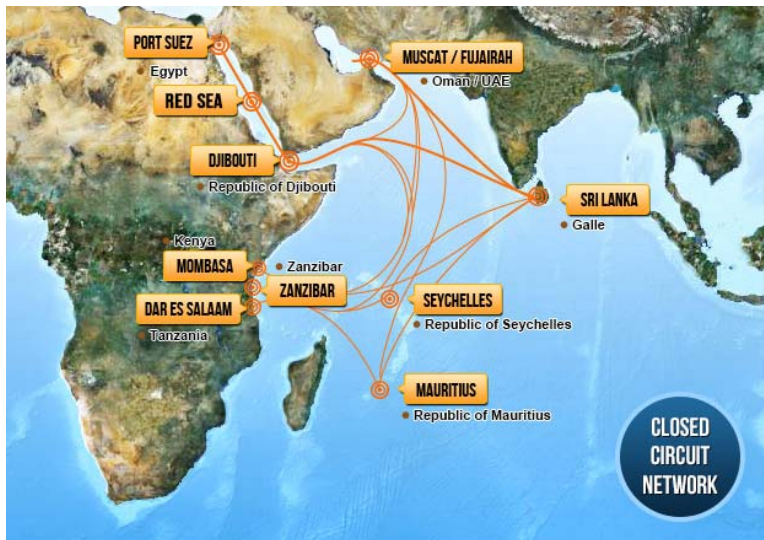 PORT SUEZ
Egypt
MUSCAT / FUJAIRAH
Oman / UAE
RED SEA
DJIBOUTI
Republic of Djibouti
SRI LANKA
Galle
Kenya
MOMBASA
Zanzibar
ZANZIBAR
DAR ES SALAAM
Tanzania
SEYCHELLES
Republic of Seychelles
MAURITIUS
Republic of Mauritius
CLOSED
CIRCUIT
NETWORK